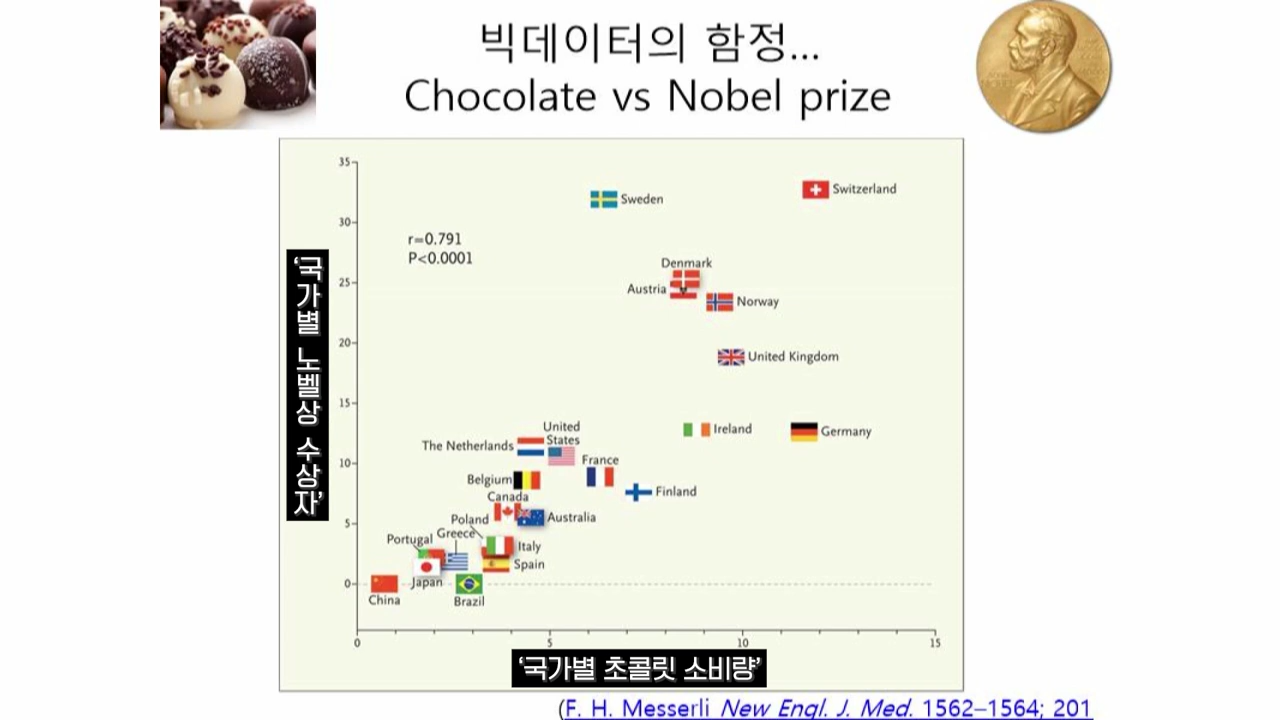 빅데이터의 함정...
Chocolate vs Nobel prize
35
30
25
20
15
10
5
0
r=0.791
P<0.0001
Switzerland
Sweden
Denmark
Austria
Norway
United Kingdom
Ireland
Germany
United
States
The Netherlands
France
Belgium
Finland
Canada
Australia
Poland
Portugal
Greece
Italy
Spain
Japan
China
Brazil
0
5
10
15
‘국가별 노벨상 수상자’
‘국가별 초콜릿 소비량’
(F. H. Messerli New Engl. J. Med. 1562–1564; 201